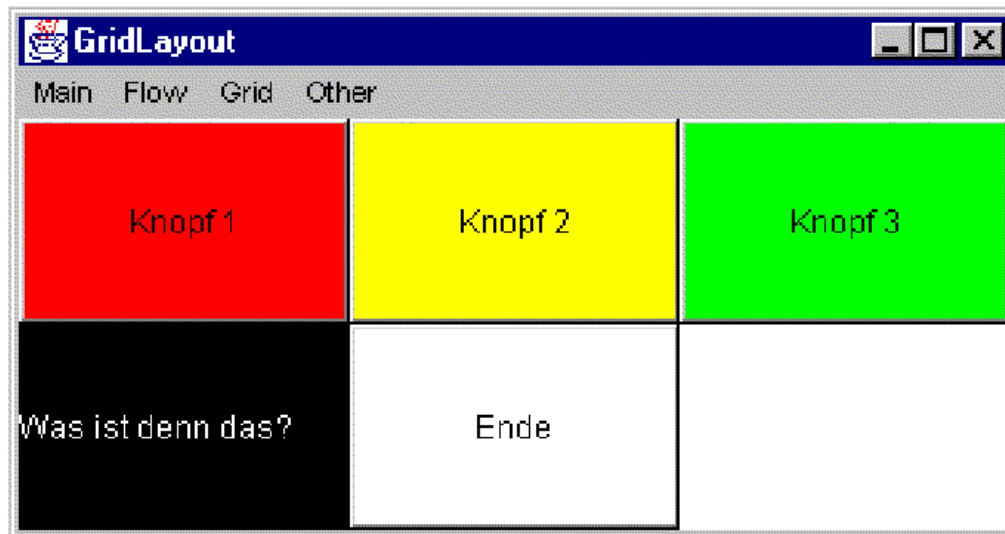 GridLayout
Main Flow Grid Other
Knopf 1 Knopf 2 Knopf 3
Was ist denn das? Ende